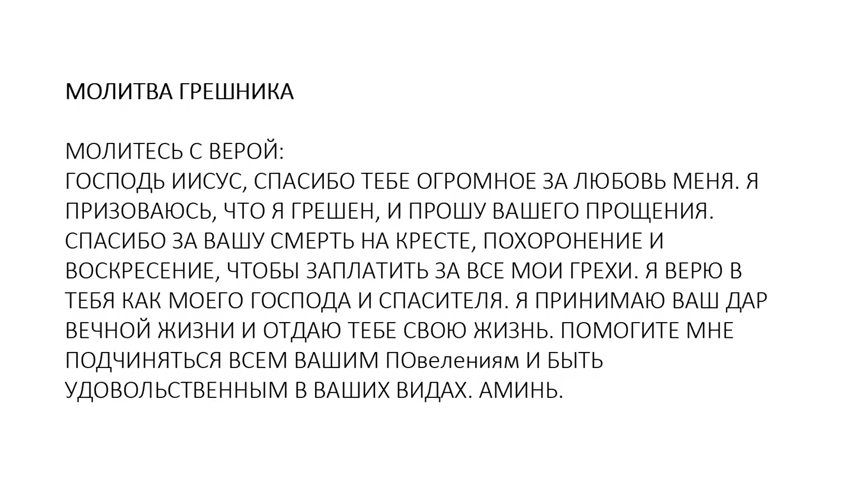 МОЛИТВА ГРЕШНИКА
МОЛИТЕСЬ С ВЕРОЙ:
ГОСПОДЬ ИИСУС, СПАСИБО ТЕБЕ ОГРОМНОЕ ЗА ЛЮБОВЬ МЕНЯ. Я
ПРИЗОВАЮСЬ, ЧТО Я ГРЕШЕН, И ПРОШУ ВАШЕГО ПРОЩЕНИЯ.
СПАСИБО ЗА ВАШУ СМЕРТЬ НА КРЕСТЕ, ПОХОРОНЕНИЕ И
ВОСКРЕСЕНИЕ, ЧТОБЫ ЗАПЛАТИТЬ ЗА ВСЕ МОИ ГРЕХИ. Я ВЕРЮ В
ТЕБЯ КАК МОЕГО ГОСПОДА И СПАСИТЕЛЯ. Я ПРИНИМАЮ ВАШ ДАР
ВЕЧНОЙ ЖИЗНИ И ОТДАЮ ТЕБЕ СВОЮ ЖИЗНЬ. ПОМОГИТЕ МНЕ
ПОДЧИНЯТЬСЯ ВСЕМ ВАШИМ ПОвелениям И БЫТЬ
УДОВОЛЬСТВЕННЫМ В ВАШИХ ВИДАХ. АМИНЬ.